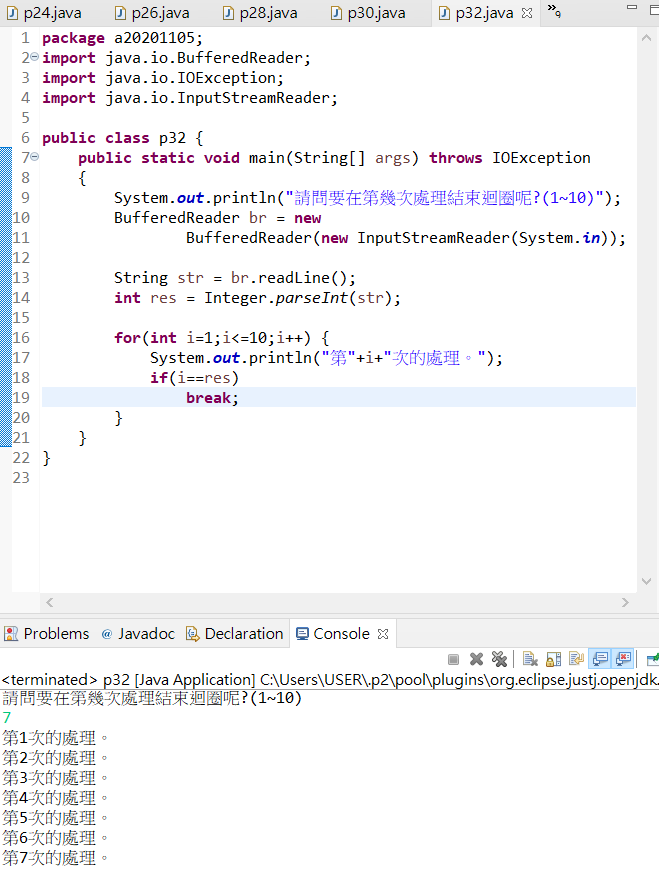 p24.java p26.java p28.java p30.java p32.java »9
1 package a20201105;
2 import java.io.BufferedReader;
3 import java.io.IOException;
4 import java.io.InputStreamReader;
5
6 public class p32 {
7     public static void main(String[] args) throws IOException
8     {
9         System.out.println("請問要在第幾次處理結束迴圈呢?(1~10)");
10         BufferedReader br = new
11                 BufferedReader(new InputStreamReader(System.in));
12
13         String str = br.readLine();
14         int res = Integer.parseInt(str);
15
16         for(int i=1;i<=10;i++) {
17             System.out.println("第"+i+"次的處理。");
18             if(i==res)
19                 break;
20         }
21     }
22 }
23
Problems @ Javadoc Declaration Console
<terminated> p32 [Java Application] C:\Users\USER\.p2\pool\plugins\org.eclipse.justj.openjdk.
請問要在第幾次處理結束迴圈呢?(1~10)
7
第1次的處理。
第2次的處理。
第3次的處理。
第4次的處理。
第5次的處理。
第6次的處理。
第7次的處理。